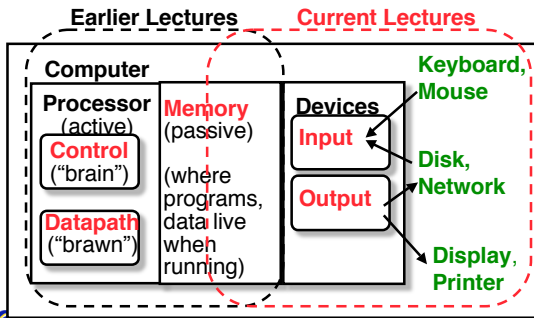 Earlier Lectures
Current Lectures
Computer
Processor
(active)
Control
("brain")
Datapath
("brawn")
Memory
(passive)
(where
programs,
data live
when
running)
Devices
Input
Output
Keyboard,
Mouse
Disk,
Network
Display,
Printer